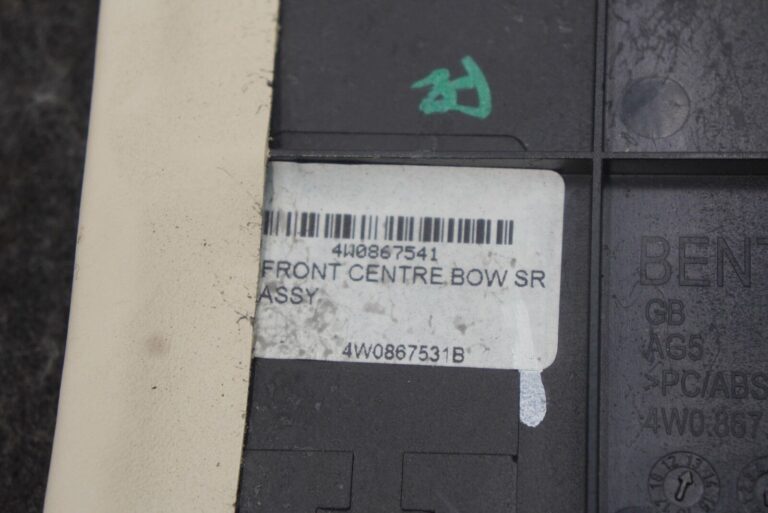 4W0867541
FRONT CENTRE BOW SR
ASSY
4W0867531B
BENT
GB
AG5
>PC/ABS
4W0.867